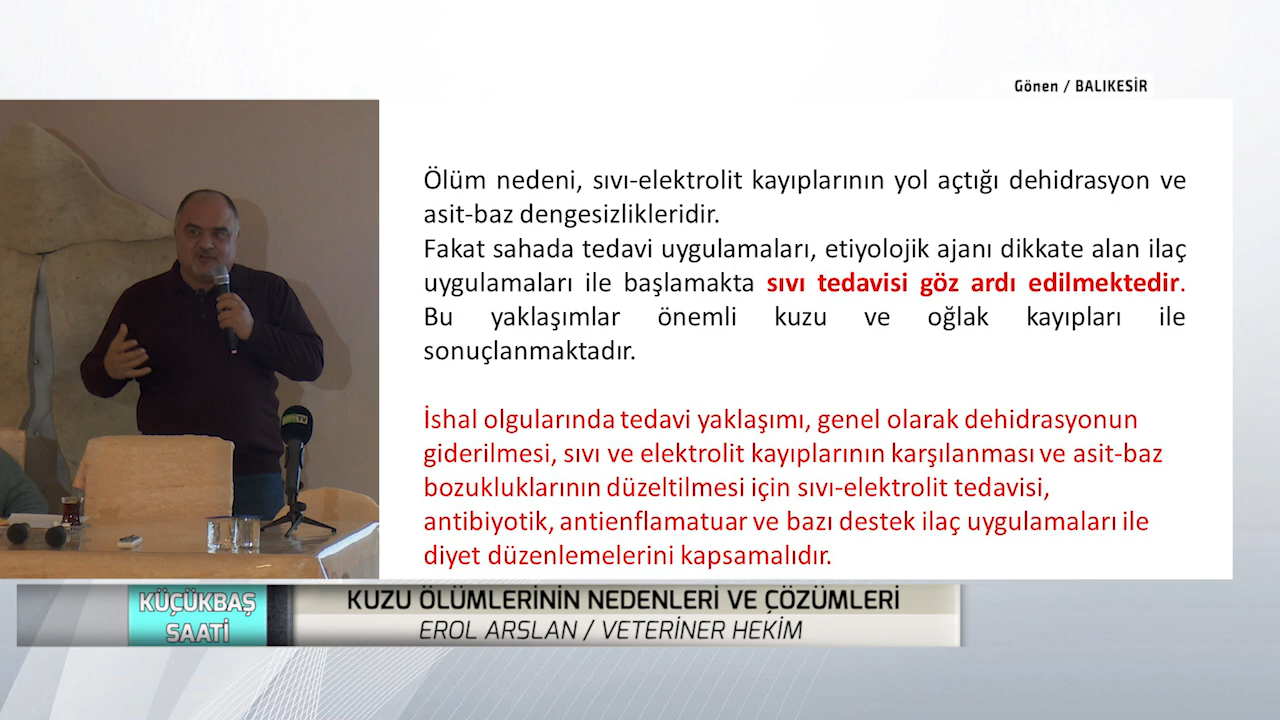 Gönen / BALIKESİR
Ölüm nedeni, sıvı-elektrolit kayıplarının yol açtığı dehidrasyon ve
asit-baz dengesizlikleridir.
Fakat sahada tedavi uygulamaları, etiyolojik ajanı dikkate alan ilaç
uygulamaları ile başlamakta sıvı tedavisi göz ardı edilmektedir.
Bu yaklaşımlar önemli kuzu ve oğlak kayıpları ile
sonuçlanmaktadır.
İshal olgularında tedavi yaklaşımı, genel olarak dehidrasyonun
giderilmesi, sıvı ve elektrolit kayıplarının karşılanması ve asit-baz
bozukluklarının düzeltilmesi için sıvı-elektrolit tedavisi,
antibiyotik, antienflamatuar ve bazı destek ilaç uygulamaları ile
diyet düzenlemelerini kapsamalıdır.
KÜÇÜKBAŞ
SAATİ
KUZU ÖLÜMLERİNİN NEDENLERİ VE ÇÖZÜMLERİ
EROL ARSLAN / VETERİNER HEKİM